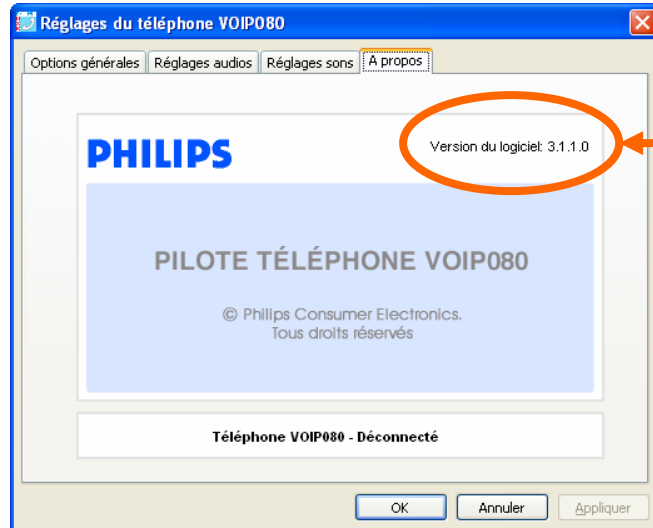 Réglages du téléphone VOIP080
Options générales Réglages audios Réglages sons A propos
PHILIPS
Version du logiciel: 3.1.1.0
PILOTE TÉLÉPHONE VOIP080
© Philips Consumer Electronics.
Tous droits réservés
Téléphone VOIP080 - Déconnecté
OK Annuler Appliquer